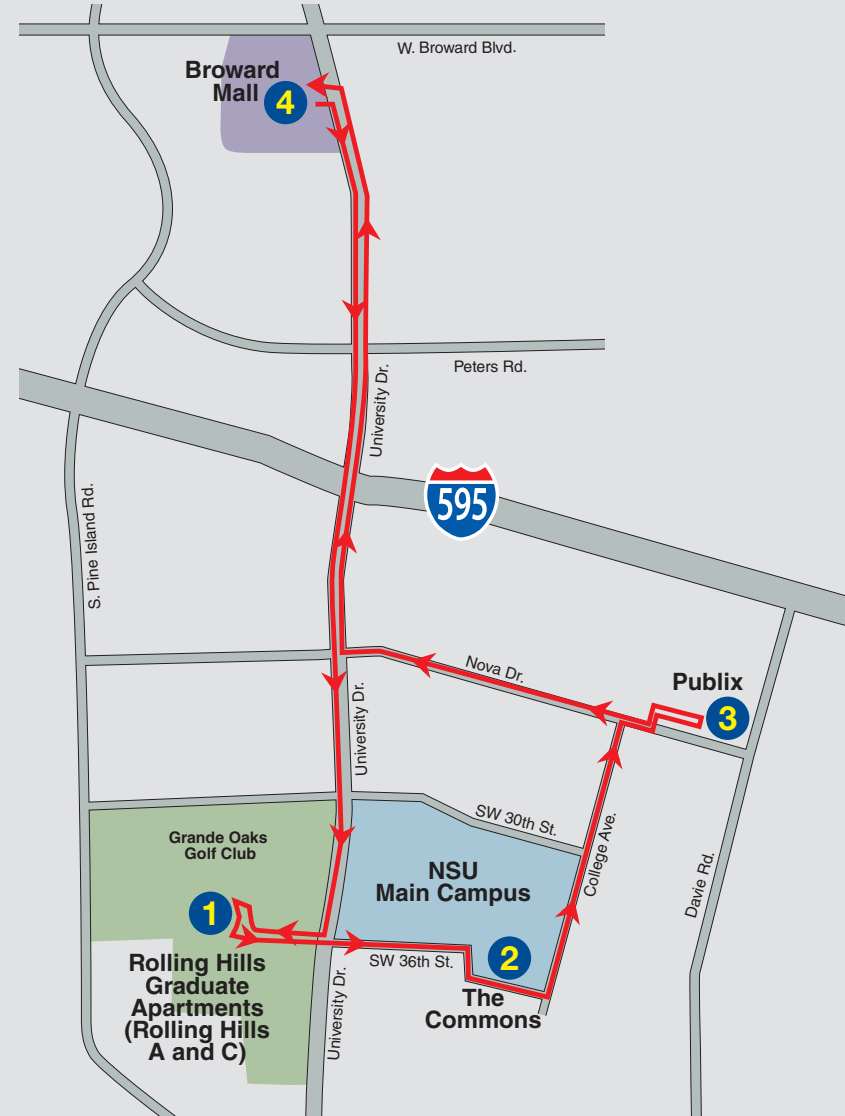 W. Broward Blvd.
Broward
Mall
4
Peters Rd.
University Dr.
595
S. Pine Island Rd.
Nova Dr.
Publix
3
University Dr.
SW 30th St.
Grande Oaks
Golf Club
College Ave.
NSU
Main Campus
Davie Rd.
1
2
SW 36th St.
Rolling Hills
Graduate
Apartments
(Rolling Hills
A and C)
The
Commons
University Dr.